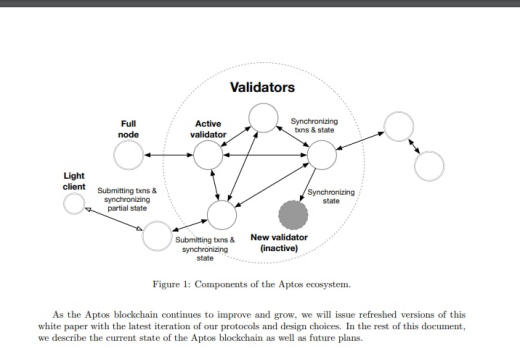 Validators
Full
node
Active
validator
Synchronizing
txns & state
Light
client
Submitting txns &
synchronizing
partial state
Synchronizing
state
Submitting txns &
synchronizing
state
New validator
(inactive)
Figure 1: Components of the Aptos ecosystem.
As the Aptos blockchain continues to improve and grow, we will issue refreshed versions of this
white paper with the latest iteration of our protocols and design choices. In the rest of this document,
we describe the current state of the Aptos blockchain as well as future plans.